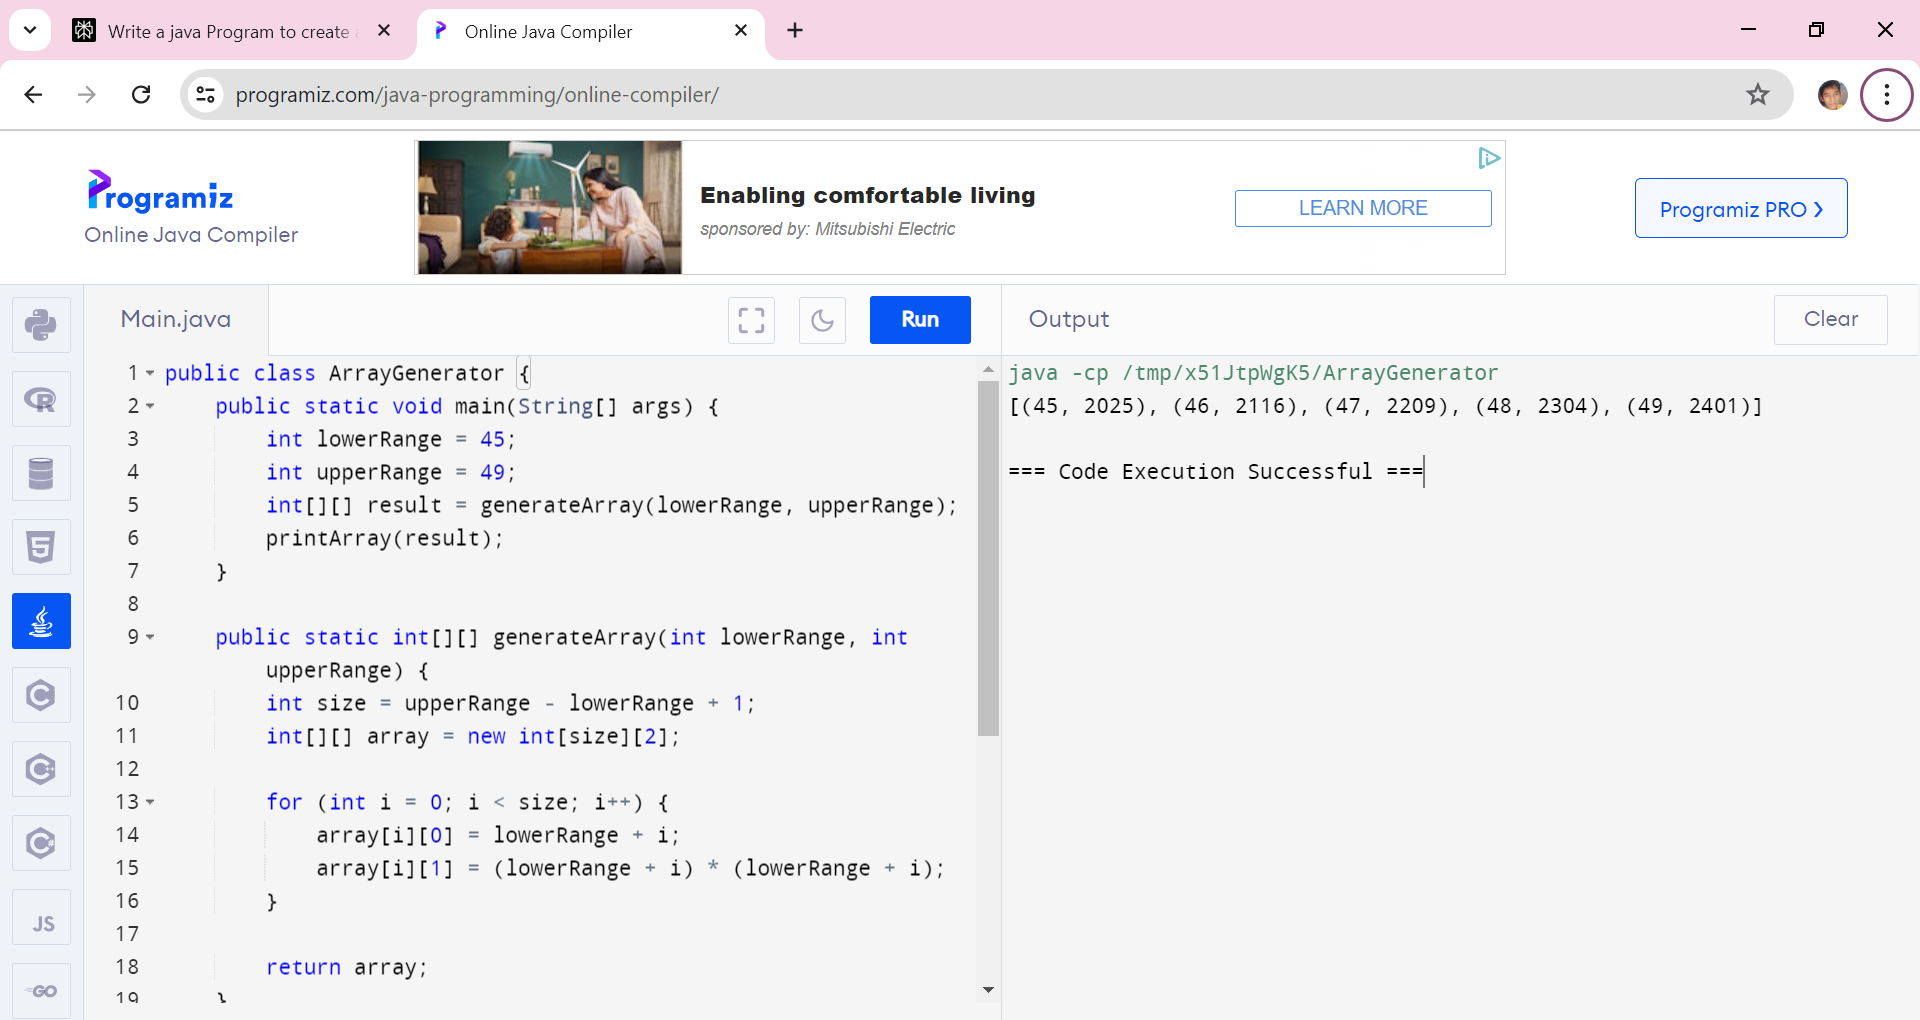 Write a java Program to create a
Online Java Compiler
programiz.com/java-programming/online-compiler/
Programiz
Online Java Compiler
Enabling comfortable living
sponsored by: Mitsubishi Electric
LEARN MORE
Programiz PRO ❯
Main.java
Run
Output
Clear
1 public class ArrayGenerator {
2 public static void main(String[] args) {
3 int lowerRange = 45;
4 int upperRange = 49;
5 int[][] result = generateArray(lowerRange, upperRange);
6 printArray(result);
7 }
8
9 public static int[][] generateArray(int lowerRange, int
upperRange) {
10 int size = upperRange - lowerRange + 1;
11 int[][] array = new int[size][2];
12
13 for (int i = 0; i < size; i++) {
14 array[i][0] = lowerRange + i;
15 array[i][1] = (lowerRange + i) * (lowerRange + i);
16 }
17
18 return array;
19 }
java -cp /tmp/x51JtpWgK5/ArrayGenerator
[(45, 2025), (46, 2116), (47, 2209), (48, 2304), (49, 2401)]
=== Code Execution Successful ===
R
5
C
C++
C#
JS
GO